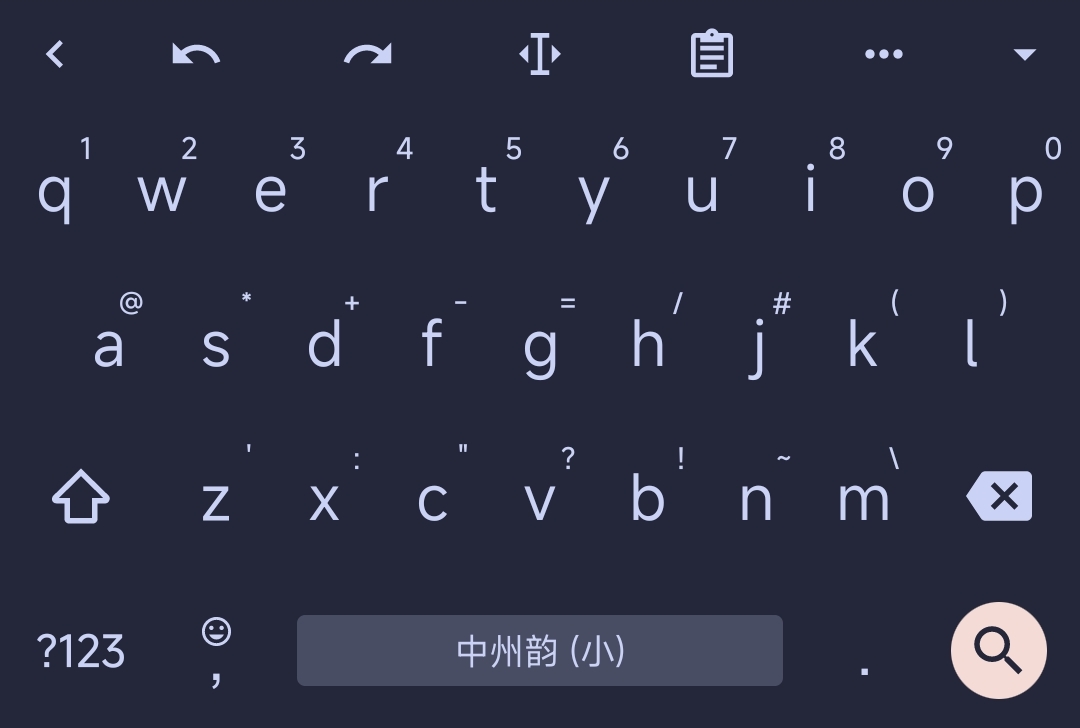 1 2 3 4 5 6 7 8 9 0
q w e r t y u i o p
@ * + − = / # ( )
a s d f g h j k l
' : " ? ! ~ \
z x c v b n m
?123 , 中州韵 (小) .